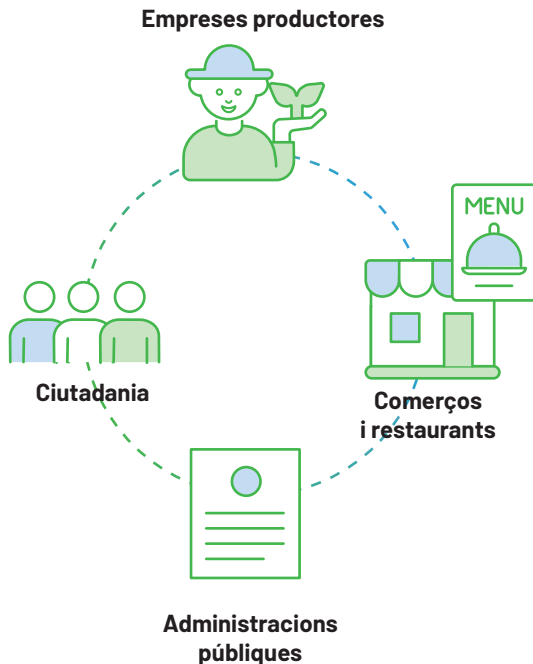 Empreses productores
MENU
Ciutadania
Comerços
i restaurants
Administracions
públiques